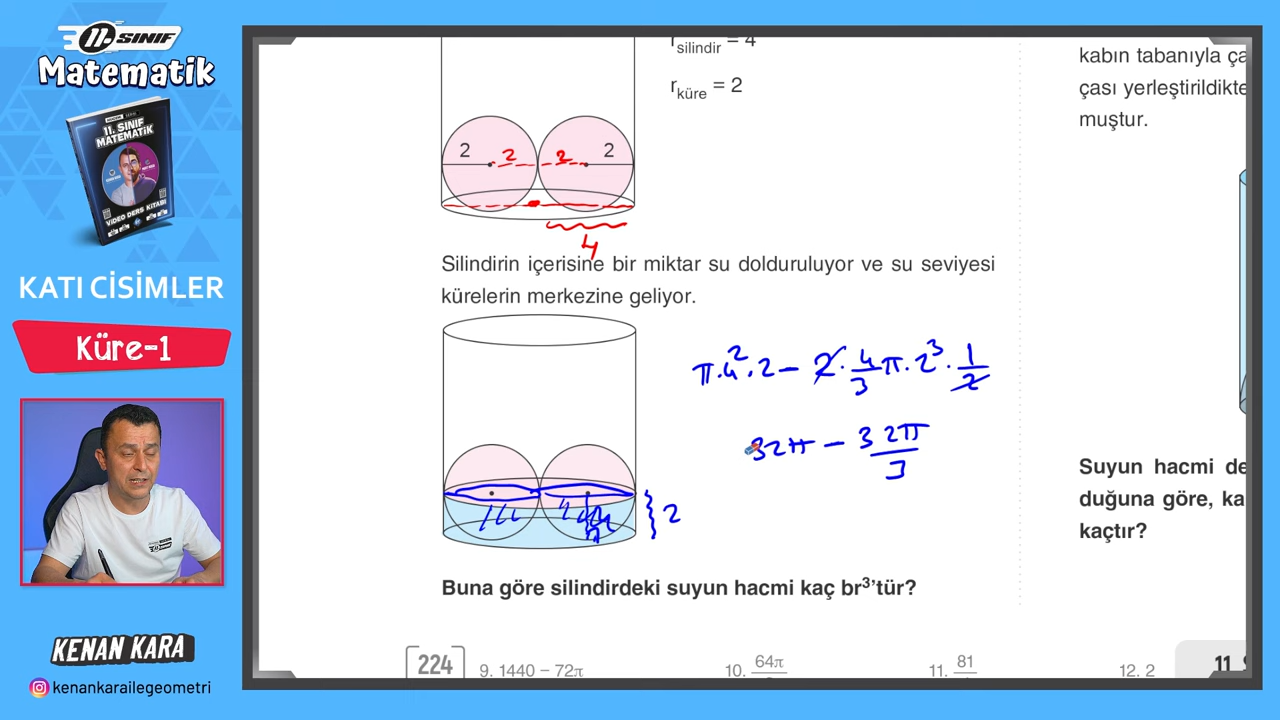 11. SINIF
Matematik
11. SINIF
MATEMATİK
VİDEO DERS KİTABI
KATI CİSİMLER
Küre-1
KENAN KARA
kenankarailegeometri
r silindir = 4
r küre = 2
2 2 2 2
4
Silindirin içerisine bir miktar su dolduruluyor ve su seviyesi
kürelerin merkezine geliyor.
π.4².2 − 2.4/3π.2³.1/2
32π − 32π/3
2
Buna göre silindirdeki suyun hacmi kaç br³'tür?
224 9. 1440 − 72π 10. 64π 11. 81 12. 2
kabın tabanıyla ça
çası yerleştirildikte
muştur.
Suyun hacmi de
duğuna göre, ka
kaçtır?
11. S